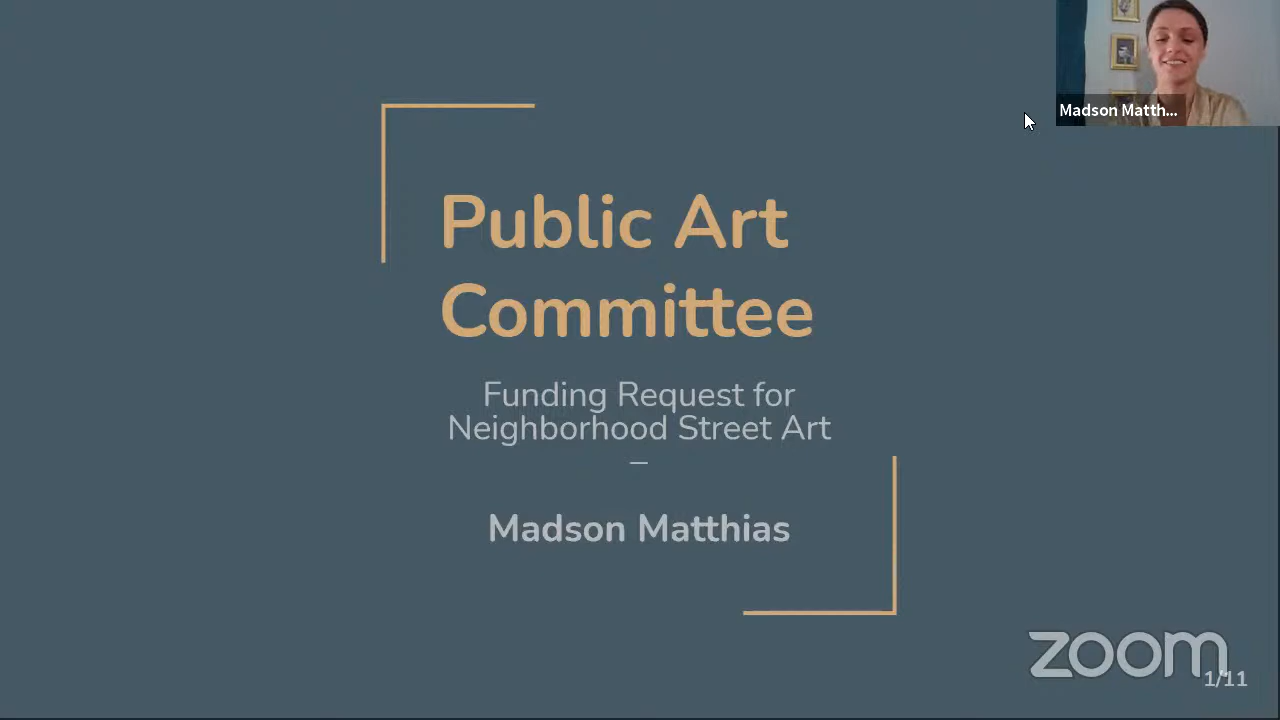 Madson Matth...
Public Art
Committee
Funding Request for
Neighborhood Street Art
—
Madson Matthias
zoom
1/11